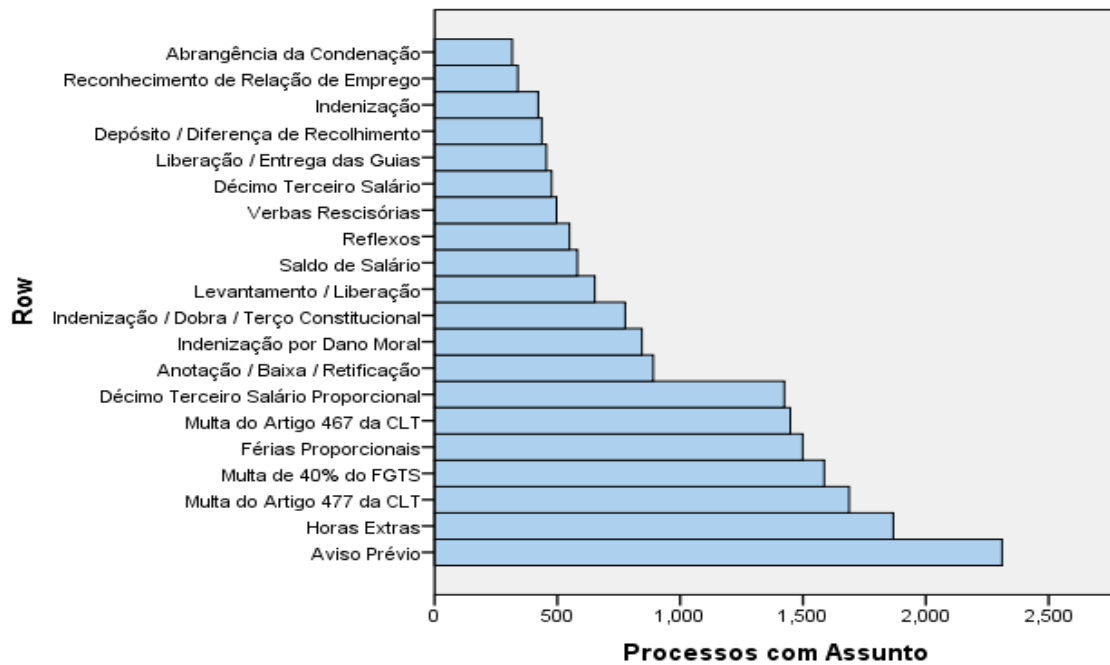 Abrangência da Condenação
Reconhecimento de Relação de Emprego
Indenização
Depósito / Diferença de Recolhimento
Liberação / Entrega das Guias
Décimo Terceiro Salário
Verbas Rescisórias
Reflexos
Saldo de Salário
Levantamento / Liberação
Indenização / Dobra / Terço Constitucional
Indenização por Dano Moral
Anotação / Baixa / Retificação
Décimo Terceiro Salário Proporcional
Multa do Artigo 467 da CLT
Férias Proporcionais
Multa de 40% do FGTS
Multa do Artigo 477 da CLT
Horas Extras
Aviso Prévio
Row
0 500 1,000 1,500 2,000 2,500
Processos com Assunto